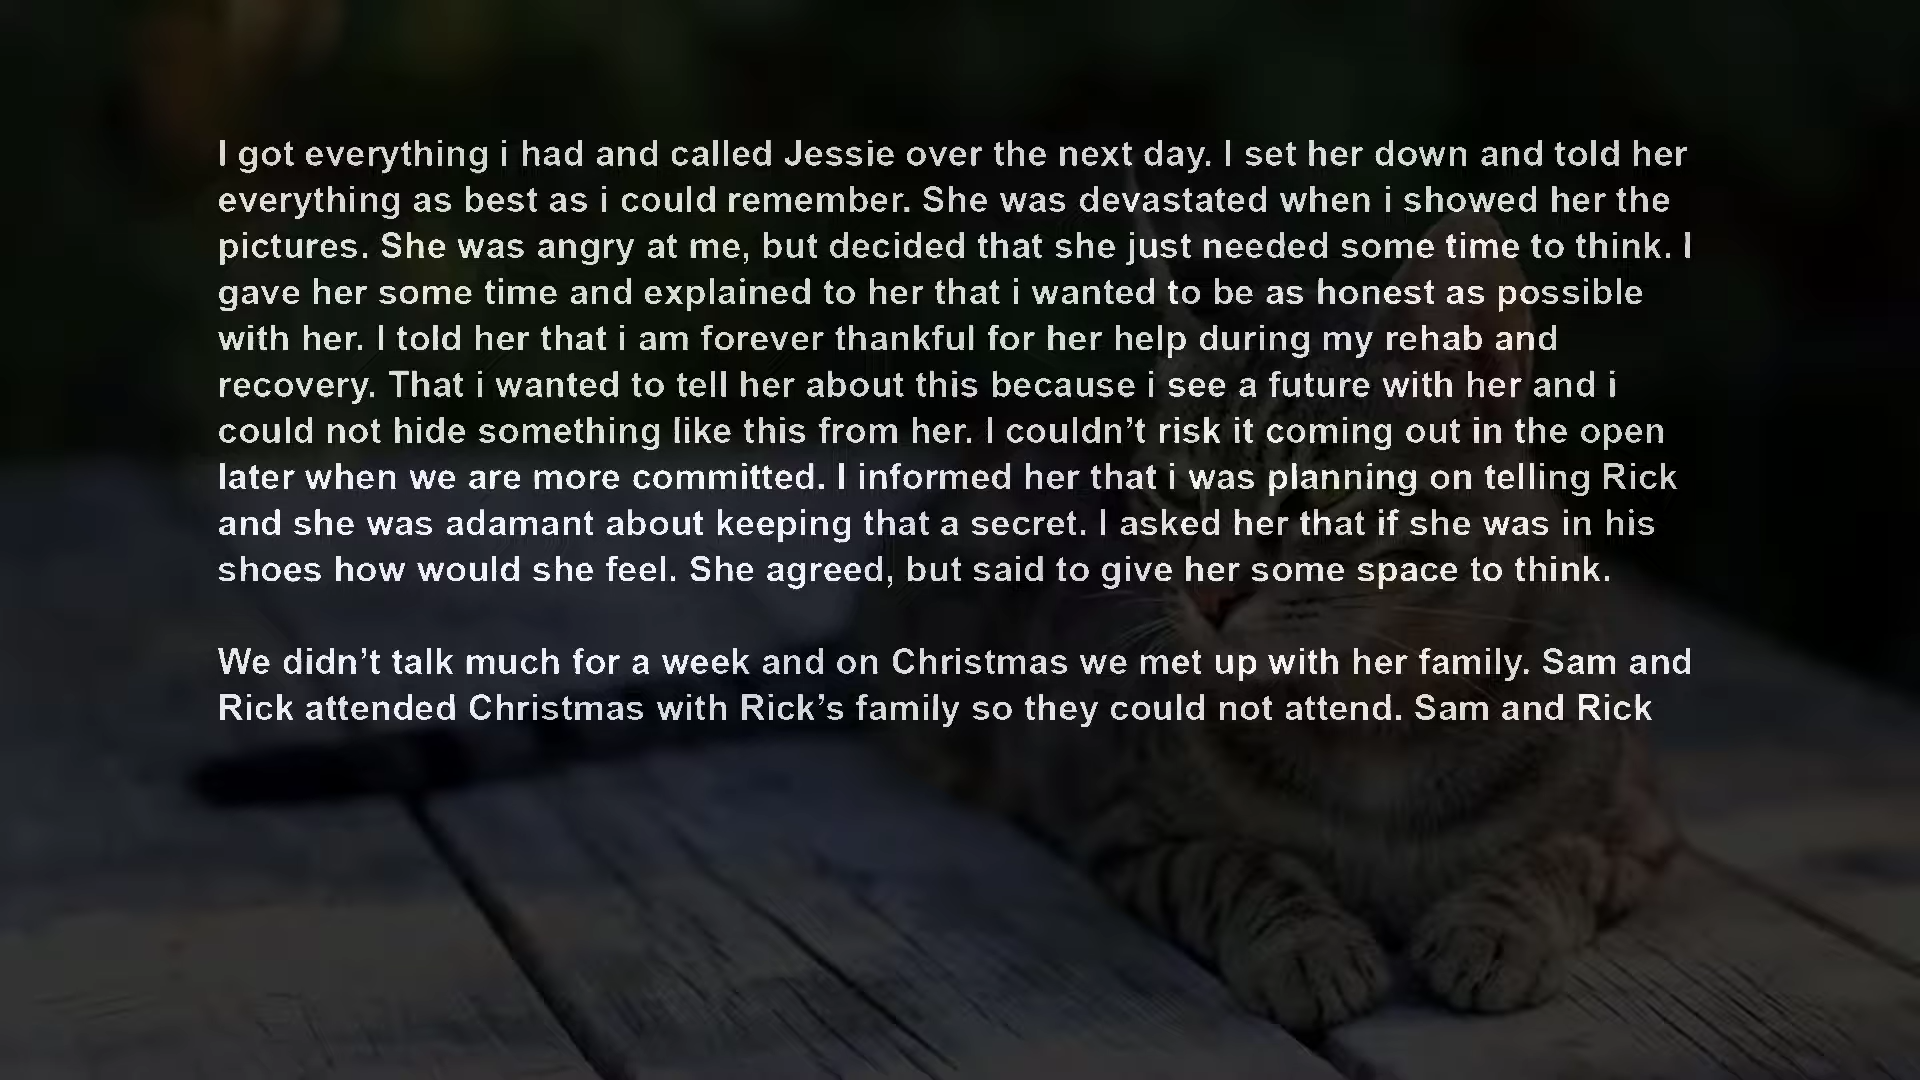 I got everything i had and called Jessie over the next day. I set her down and told her
everything as best as i could remember. She was devastated when i showed her the
pictures. She was angry at me, but decided that she just needed some time to think. I
gave her some time and explained to her that i wanted to be as honest as possible
with her. I told her that i am forever thankful for her help during my rehab and
recovery. That i wanted to tell her about this because i see a future with her and i
could not hide something like this from her. I couldn’t risk it coming out in the open
later when we are more committed. I informed her that i was planning on telling Rick
and she was adamant about keeping that a secret. I asked her that if she was in his
shoes how would she feel. She agreed, but said to give her some space to think.
We didn’t talk much for a week and on Christmas we met up with her family. Sam and
Rick attended Christmas with Rick’s family so they could not attend. Sam and Rick